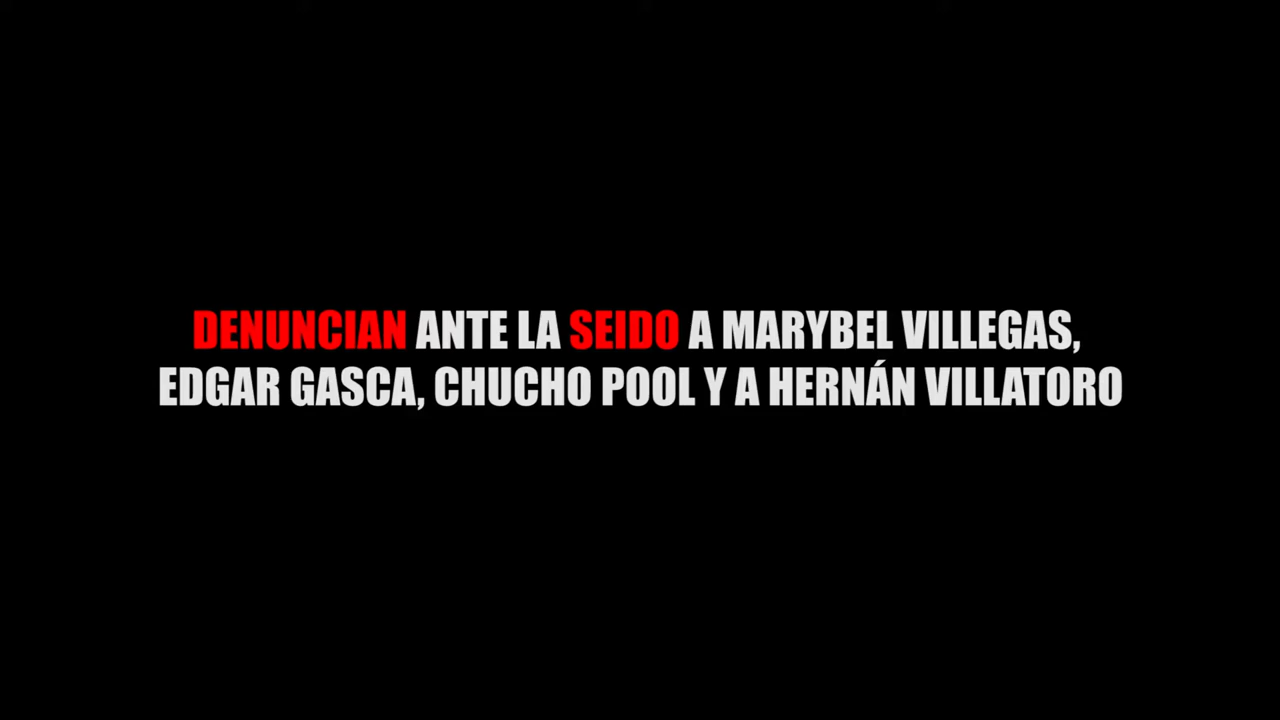 DENUNCIAN ANTE LA SEIDO A MARYBEL VILLEGAS,
EDGAR GASCA, CHUCHO POOL Y A HERNÁN VILLATORO